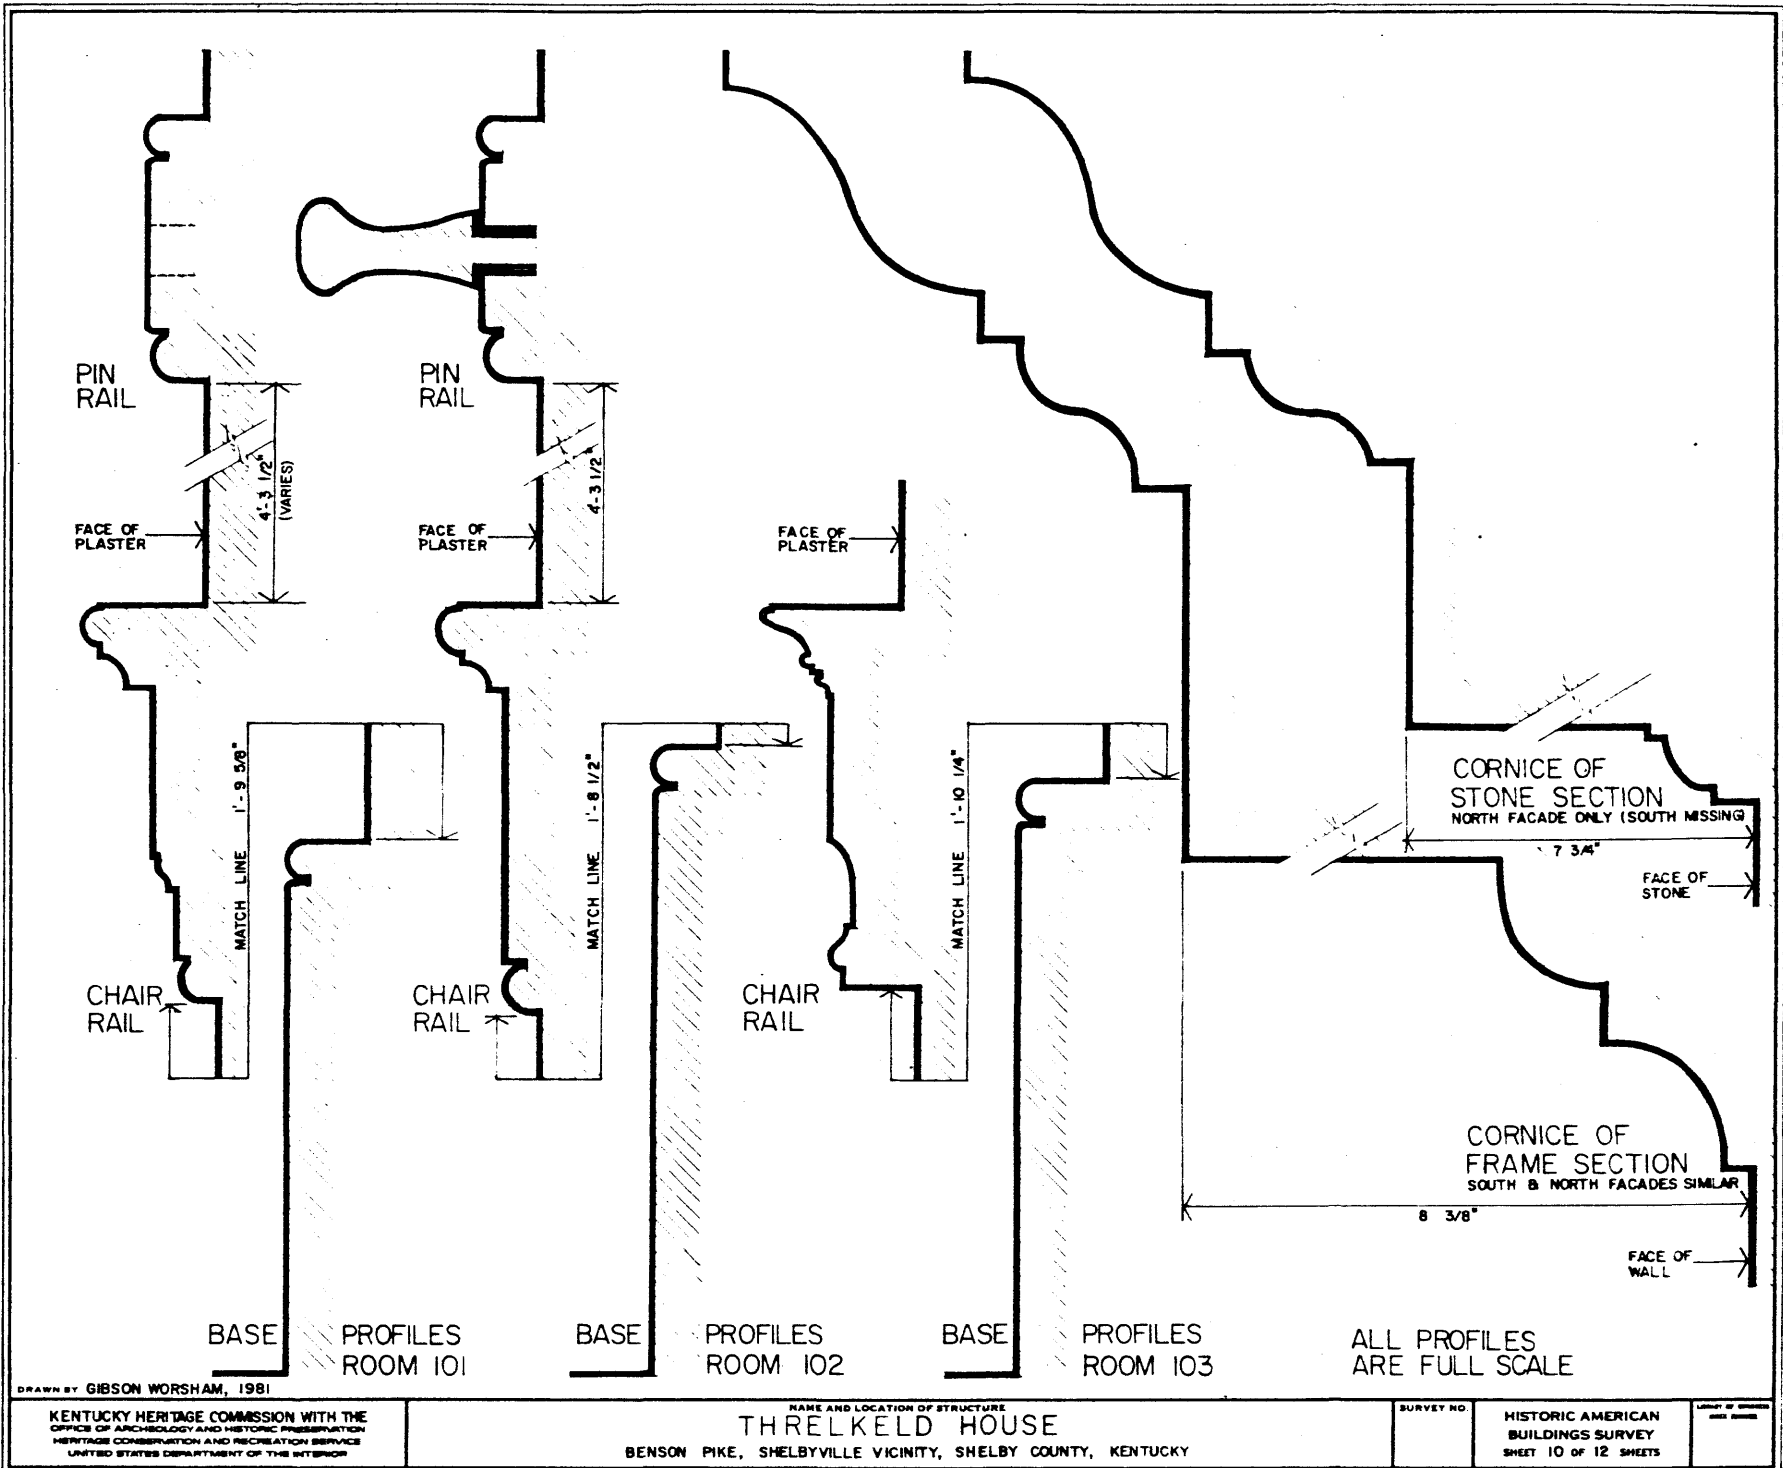 PIN
RAIL
4'-3 1/2"
(VARIES)
FACE OF
PLASTER
CHAIR
RAIL
MATCH LINE 1'-9 5/8"
BASE
PROFILES
ROOM 101
PIN
RAIL
4'-3 1/2"
FACE OF
PLASTER
CHAIR
RAIL
MATCH LINE 1'-8 1/2"
BASE
PROFILES
ROOM 102
FACE OF
PLASTER
CHAIR
RAIL
MATCH LINE 1'-10 1/4"
BASE
PROFILES
ROOM 103
CORNICE OF
STONE SECTION
NORTH FACADE ONLY (SOUTH MISSING)
7 3/4"
FACE OF
STONE
CORNICE OF
FRAME SECTION
SOUTH & NORTH FACADES SIMILAR
8 3/8"
FACE OF
WALL
ALL PROFILES
ARE FULL SCALE
DRAWN BY GIBSON WORSHAM, 1981
KENTUCKY HERITAGE COMMISSION WITH THE
OFFICE OF ARCHEOLOGY AND HISTORIC PRESERVATION
HERITAGE CONSERVATION AND RECREATION SERVICE
UNITED STATES DEPARTMENT OF THE INTERIOR
NAME AND LOCATION OF STRUCTURE
THRELKELD HOUSE
BENSON PIKE, SHELBYVILLE VICINITY, SHELBY COUNTY, KENTUCKY
SURVEY NO.
HISTORIC AMERICAN
BUILDINGS SURVEY
SHEET 10 OF 12 SHEETS